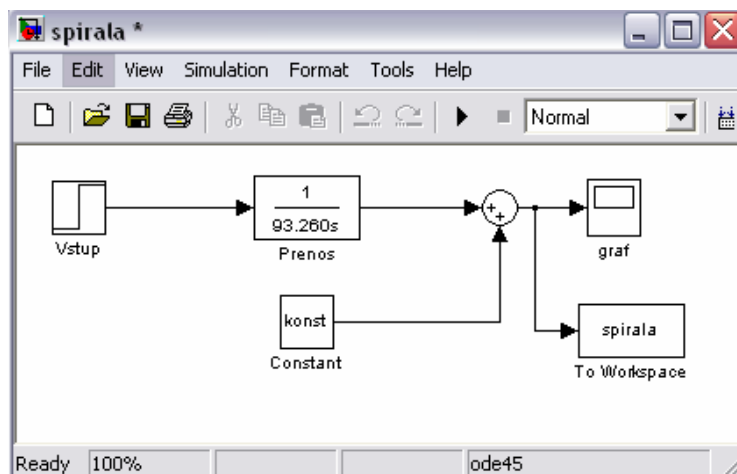 spirala *
File Edit View Simulation Format Tools Help
Normal
1
93.260s
Vstup
Prenos
graf
konst
Constant
spirala
To Workspace
Ready 100% ode45